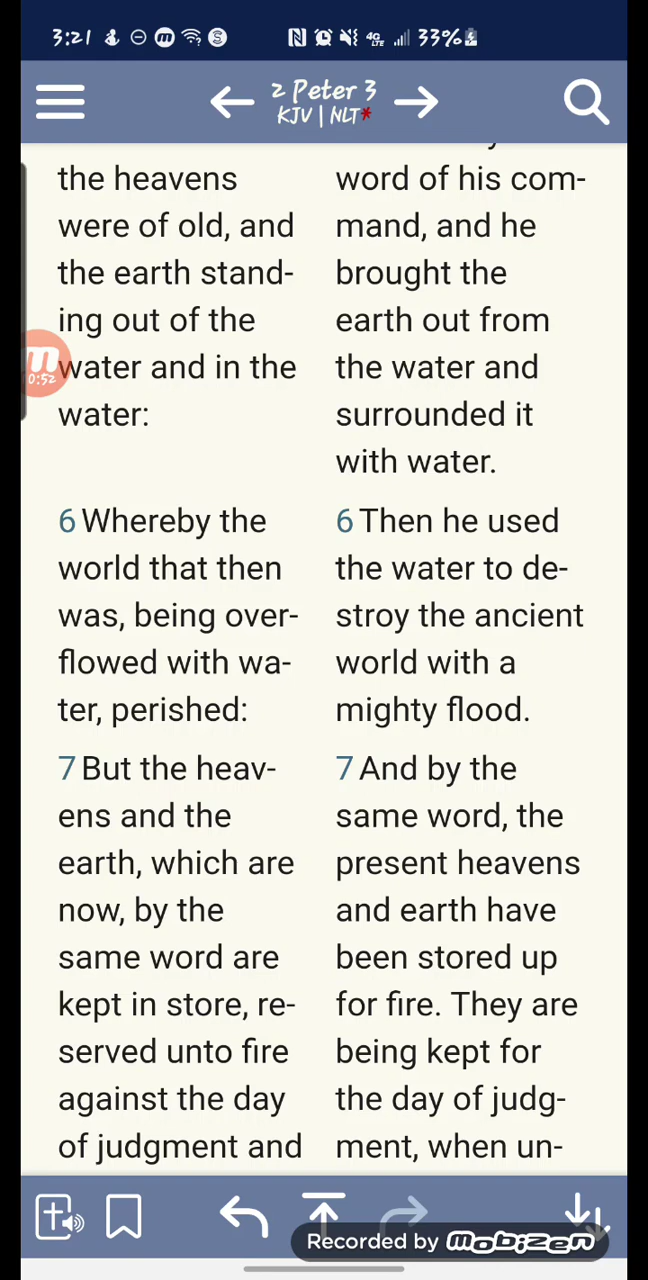 3:21 4G LTE 33%
2 Peter 3
KJV | NLT*
the heavens
were of old, and
the earth stand-
ing out of the
water and in the
water:
6 Whereby the
world that then
was, being over-
flowed with wa-
ter, perished:
7 But the heav-
ens and the
earth, which are
now, by the
same word are
kept in store, re-
served unto fire
against the day
of judgment and
word of his com-
mand, and he
brought the
earth out from
the water and
surrounded it
with water.
6 Then he used
the water to de-
stroy the ancient
world with a
mighty flood.
7 And by the
same word, the
present heavens
and earth have
been stored up
for fire. They are
being kept for
the day of judg-
ment, when un-
m
0:52
Recorded by mobizen